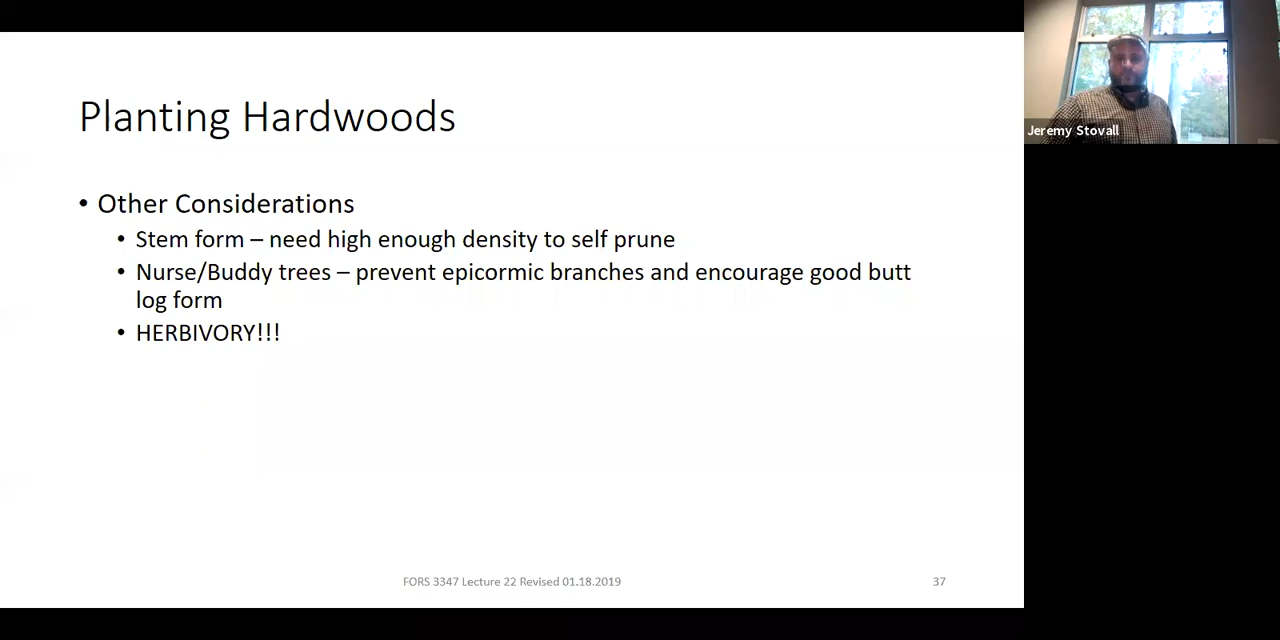 Planting Hardwoods
• Other Considerations
• Stem form – need high enough density to self prune
• Nurse/Buddy trees – prevent epicormic branches and encourage good butt
log form
• HERBIVORY!!!
FORS 3347 Lecture 22 Revised 01.18.2019
37
Jeremy Stovall